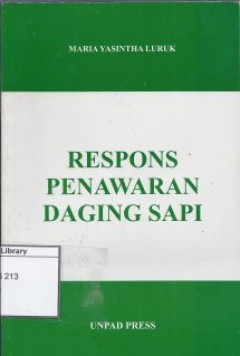 MARIA YASINTHA LURUK
RESPONS
PENAWARAN
DAGING SAPI
Library
213
UNPAD PRESS